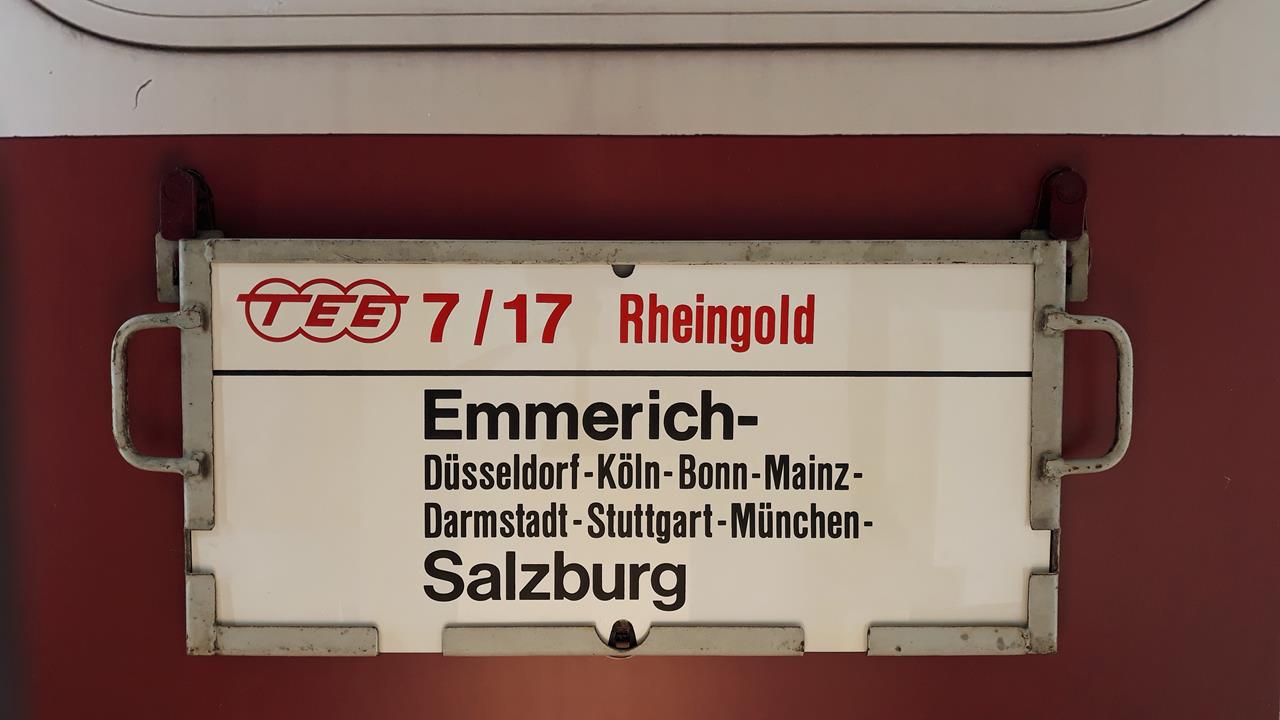 TEE 7/17 Rheingold
Emmerich-
Düsseldorf-Köln-Bonn-Mainz-
Darmstadt-Stuttgart-München-
Salzburg